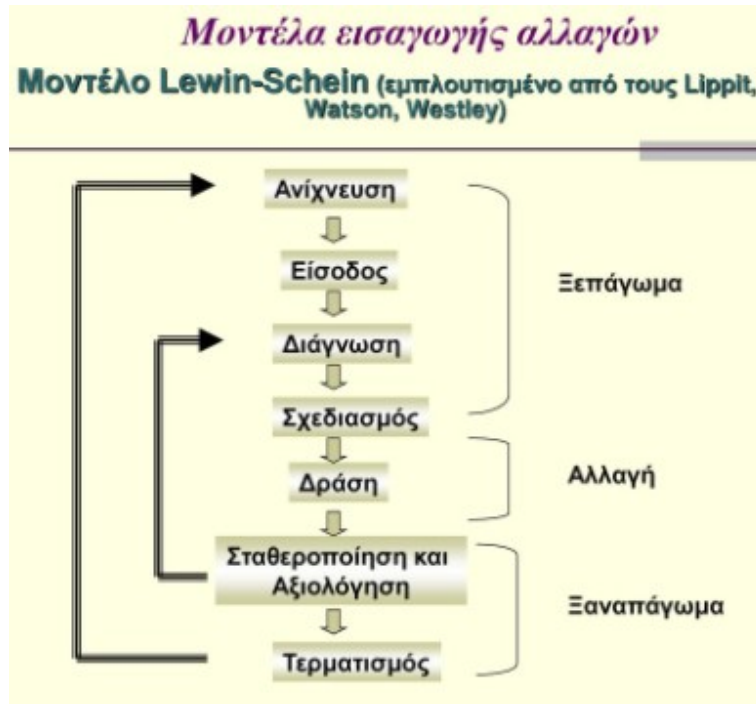 Μοντέλα εισαγωγής αλλαγών
Μοντέλο Lewin-Schein (εμπλουτισμένο από τους Lippit,
Watson, Westley)
Ανίχνευση
Είσοδος
Διάγνωση
Σχεδιασμός
Ξεπάγωμα
Δράση
Αλλαγή
Σταθεροποίηση και
Αξιολόγηση
Τερματισμός
Ξαναπάγωμα